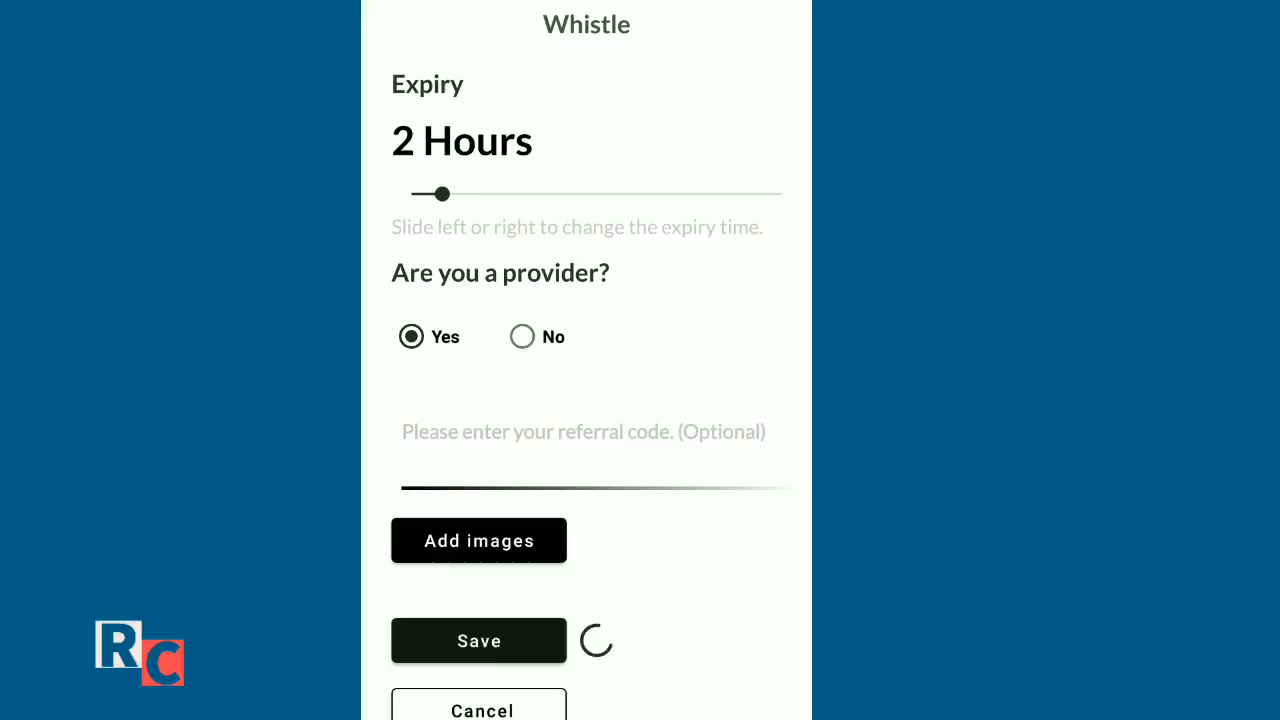 Whistle
Expiry
2 Hours
Slide left or right to change the expiry time.
Are you a provider?
Yes No
Please enter your referral code. (Optional)
Add images
Save
Cancel
RC